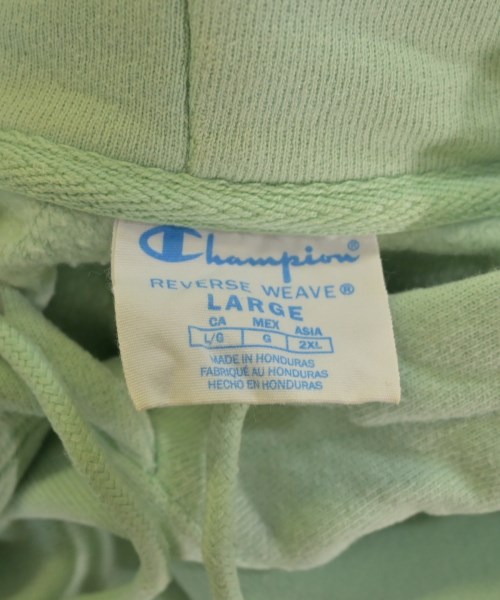 Champion®
REVERSE WEAVE®
LARGE
CA MEX ASIA
L/G G 2XL
MADE IN HONDURAS
FABRIQUÉ AU HONDURAS
HECHO EN HONDURAS